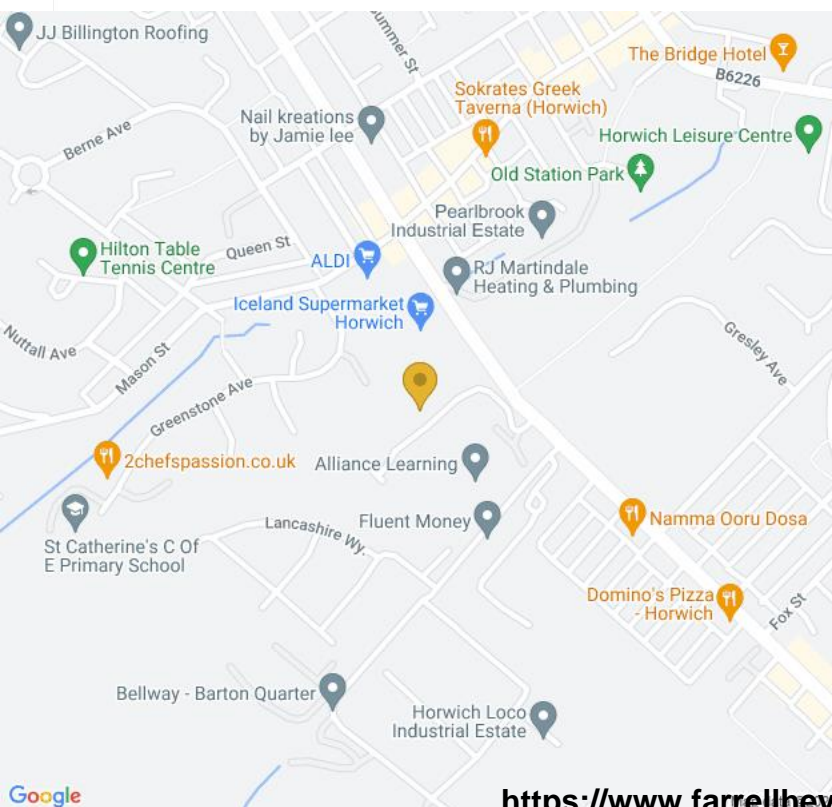 JJ Billington Roofing
Summer St
The Bridge Hotel
B6226
Sokrates Greek
Taverna (Horwich)
Nail kreations
by Jamie lee
Horwich Leisure Centre
Berne Ave
Old Station Park
Pearlbrook
Industrial Estate
Hilton Table
Tennis Centre
Queen St
ALDI
RJ Martindale
Heating & Plumbing
Iceland Supermarket
Horwich
Nuttall Ave
Mason St
Gresley Ave
Greenstone Ave
2chefspassion.co.uk
Alliance Learning
Fluent Money
Namma Ooru Dosa
St Catherine's C Of
E Primary School
Lancashire Wy.
Domino's Pizza
- Horwich
Fox St
Bellway - Barton Quarter
Horwich Loco
Industrial Estate
Google